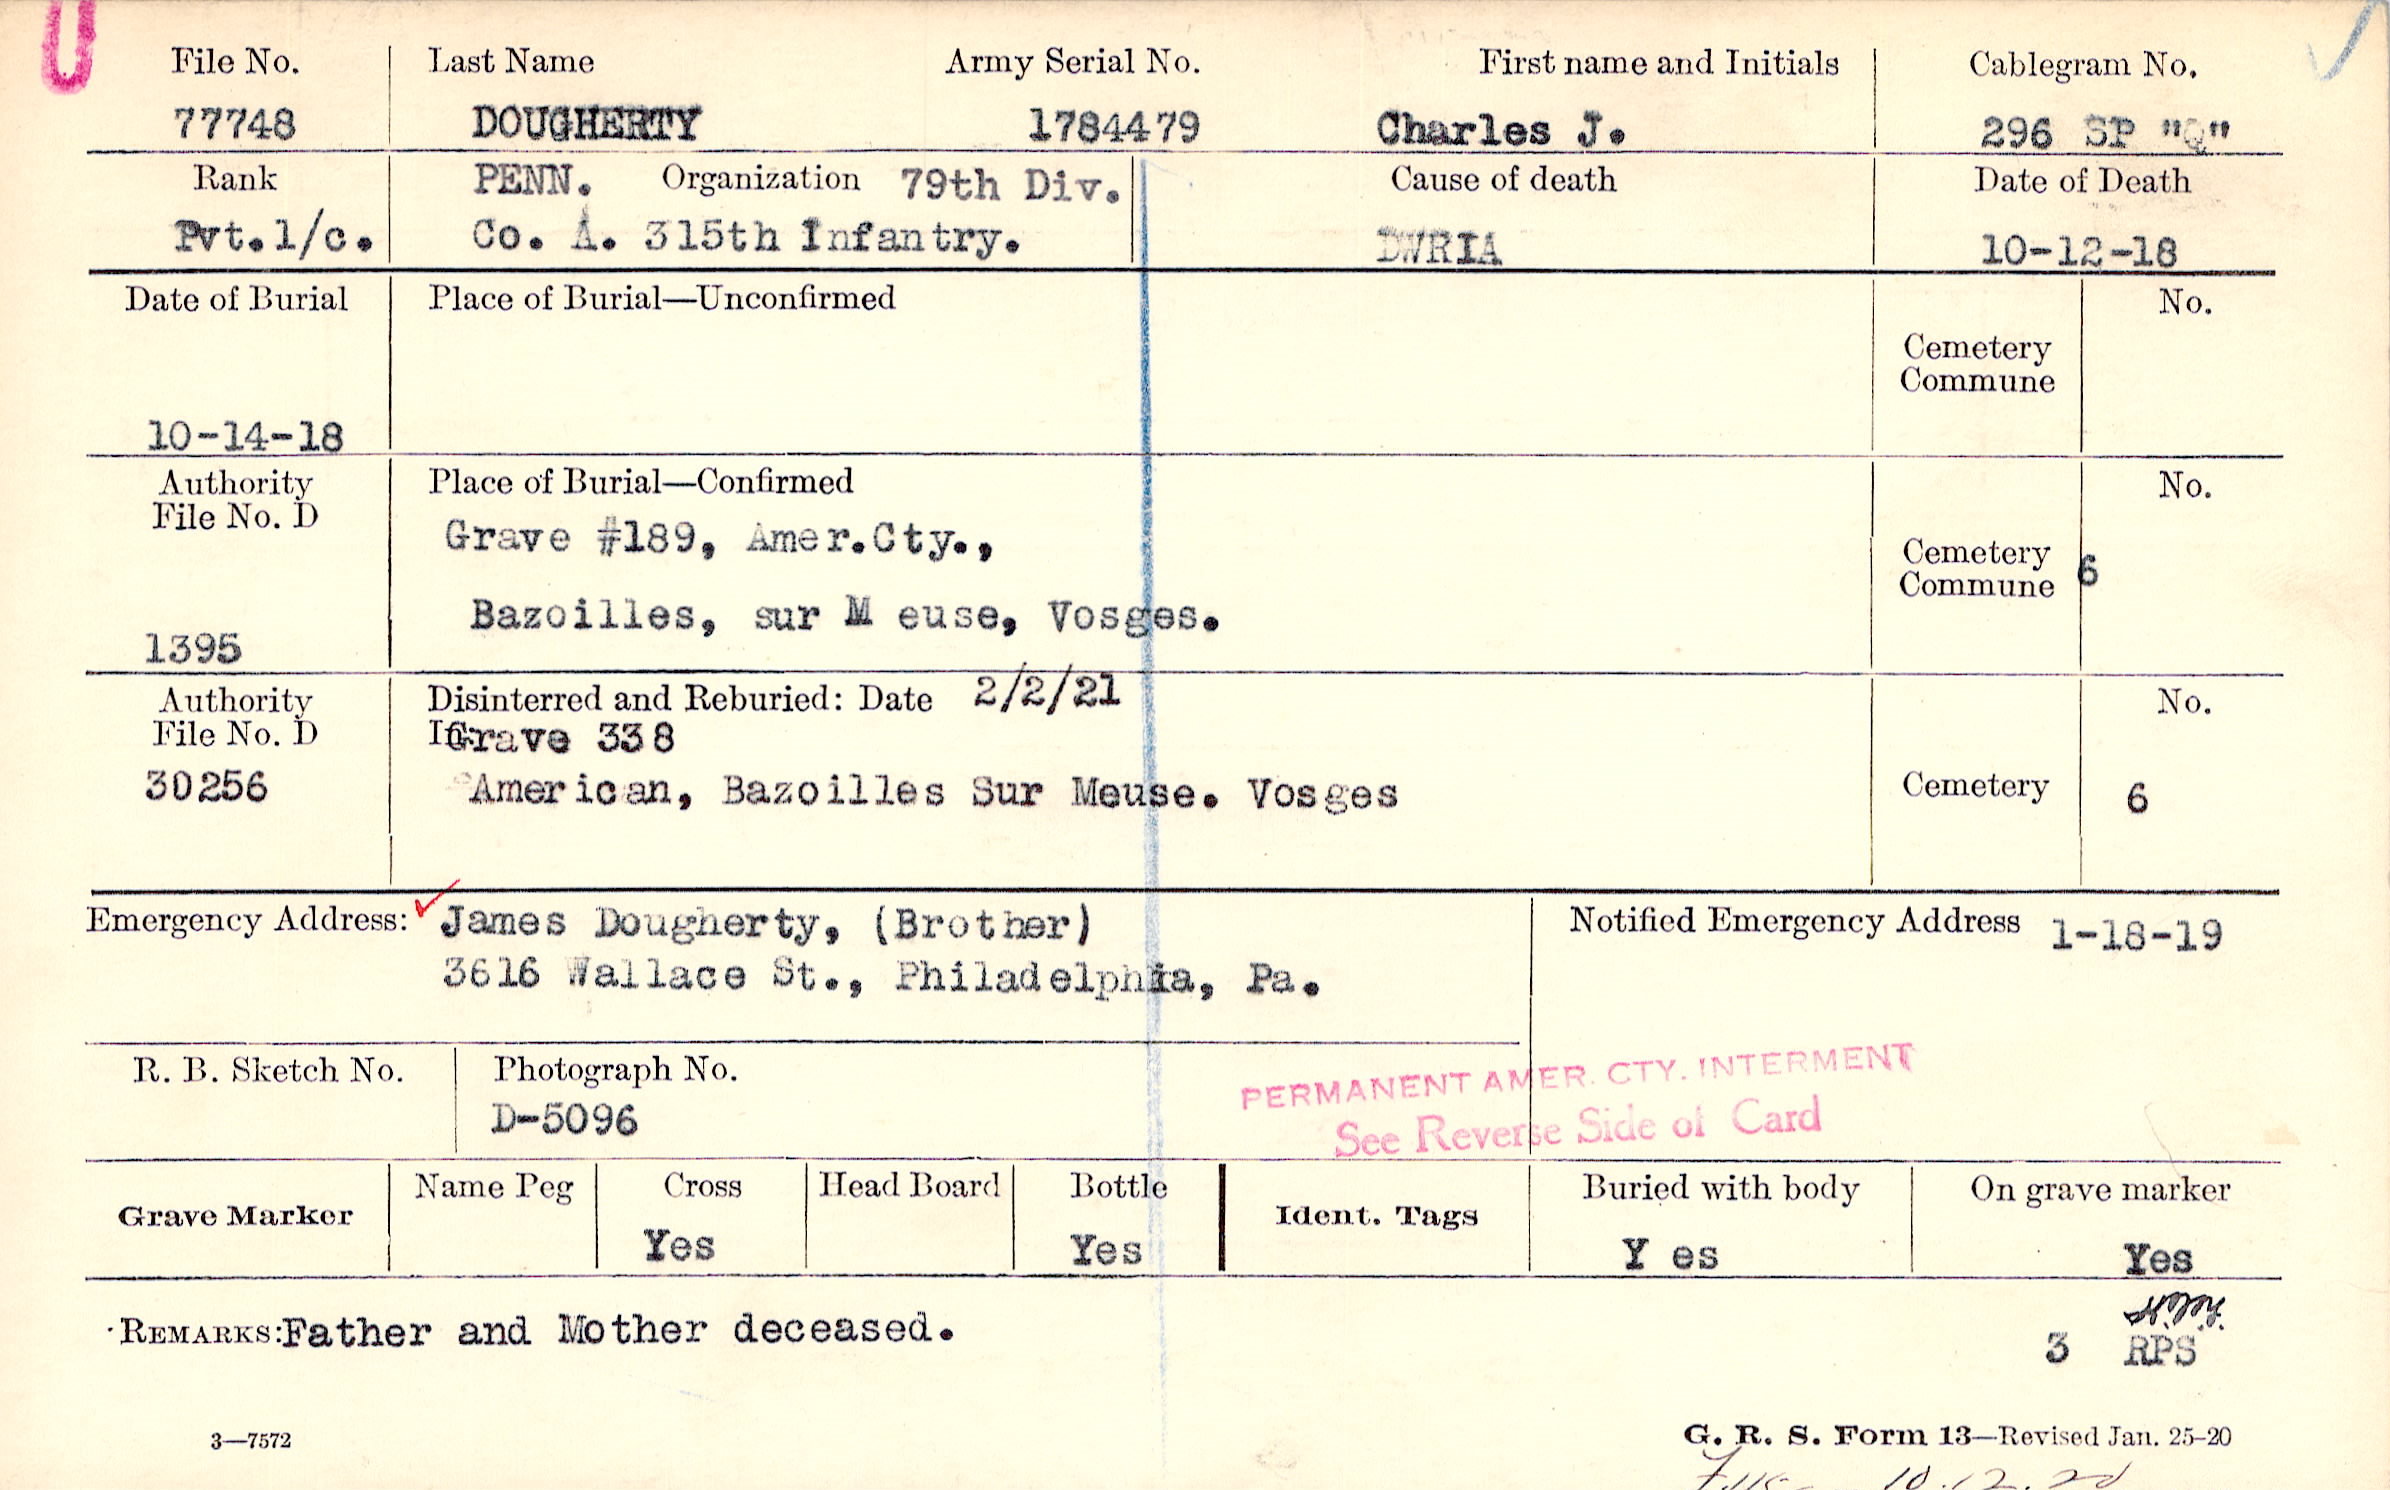 File No. Last Name Army Serial No. First name and Initials Cablegram No.
77748 DOUGHERTY 1784479 Charles J. 296 SP "Q"
Rank PENN. Organization 79th Div. Cause of death Date of Death
Pvt.1/c. Co. A. 315th Infantry. DWRIA 10-12-18
Date of Burial Place of Burial—Unconfirmed No.
Cemetery
Commune
10-14-18
Authority Place of Burial—Confirmed No.
File No. D
Grave #189, Amer.Cty.,
Cemetery 6
Commune
Bazoilles, sur M euse, Vosges.
1395
Authority Disinterred and Reburied: Date 2/2/21 No.
File No. D In: Grave 338
30256 American, Bazoilles Sur Meuse. Vosges Cemetery 6
Emergency Address: James Dougherty, (Brother) Notified Emergency Address 1-18-19
3616 Wallace St., Philadelphia, Pa.
R. B. Sketch No. Photograph No.
D-5096
PERMANENT AMER. CTY. INTERMENT
See Reverse Side of Card
Grave Marker Name Peg Cross Head Board Bottle Ident. Tags Buried with body On grave marker
Yes Yes Y es Yes
REMARKS: Father and Mother deceased.
3 RPS
3—7572 G. R. S. Form 13—Revised Jan. 25-20
10.12.20